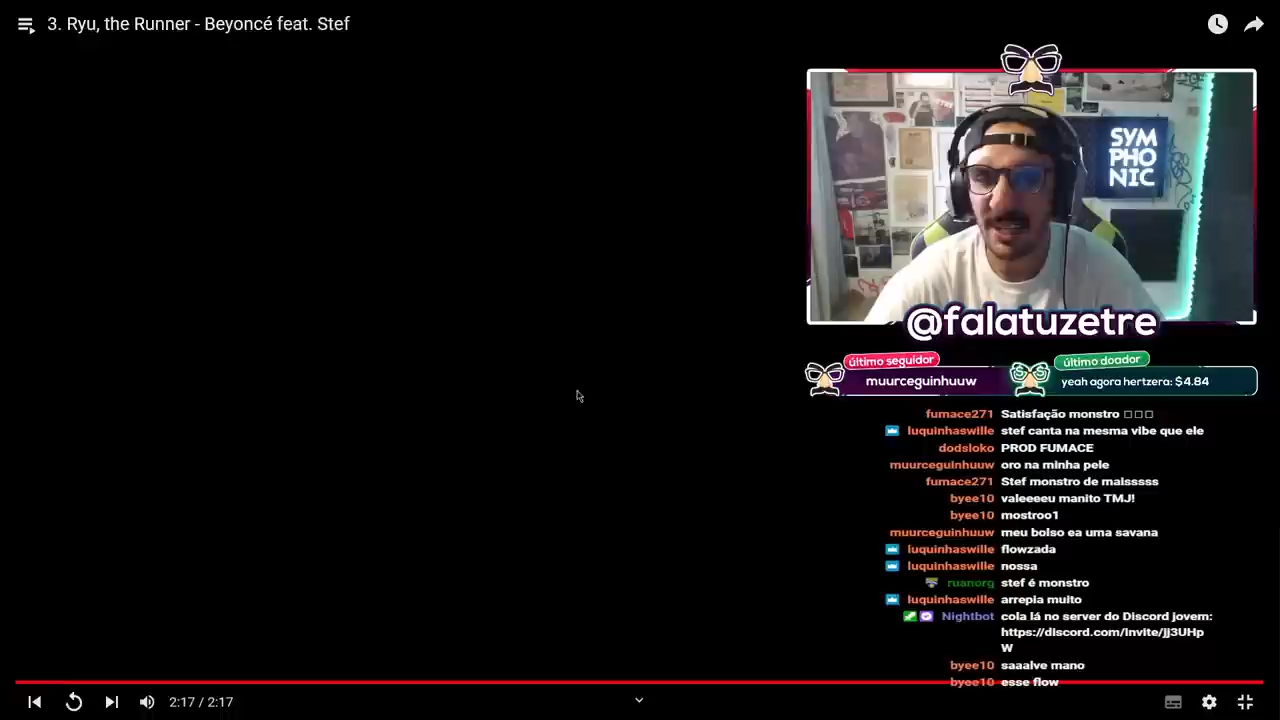 3. Ryu, the Runner - Beyoncé feat. Stef
SYM
PHO
NIC
@falatuzetre
último seguidor
muurceguinhuuw
último doador
yeah agora hertzera: $4.84
fumace271 Satisfação monstro □□□
luquinhaswille stef canta na mesma vibe que ele
dodsloko PROD FUMACE
muurceguinhuuw oro na minha pele
fumace271 Stef monstro de maisssss
byee10 valeeeeu manito TMJ!
byee10 mostroo1
muurceguinhuuw meu bolso ea uma savana
luquinhaswille flowzada
luquinhaswille nossa
ruanorg stef é monstro
luquinhaswille arrepia muito
Nightbot cola lá no server do Discord jovem:
https://discord.com/invite/jj3UHp
W
byee10 saaalve mano
byee10 esse flow
2:17 / 2:17